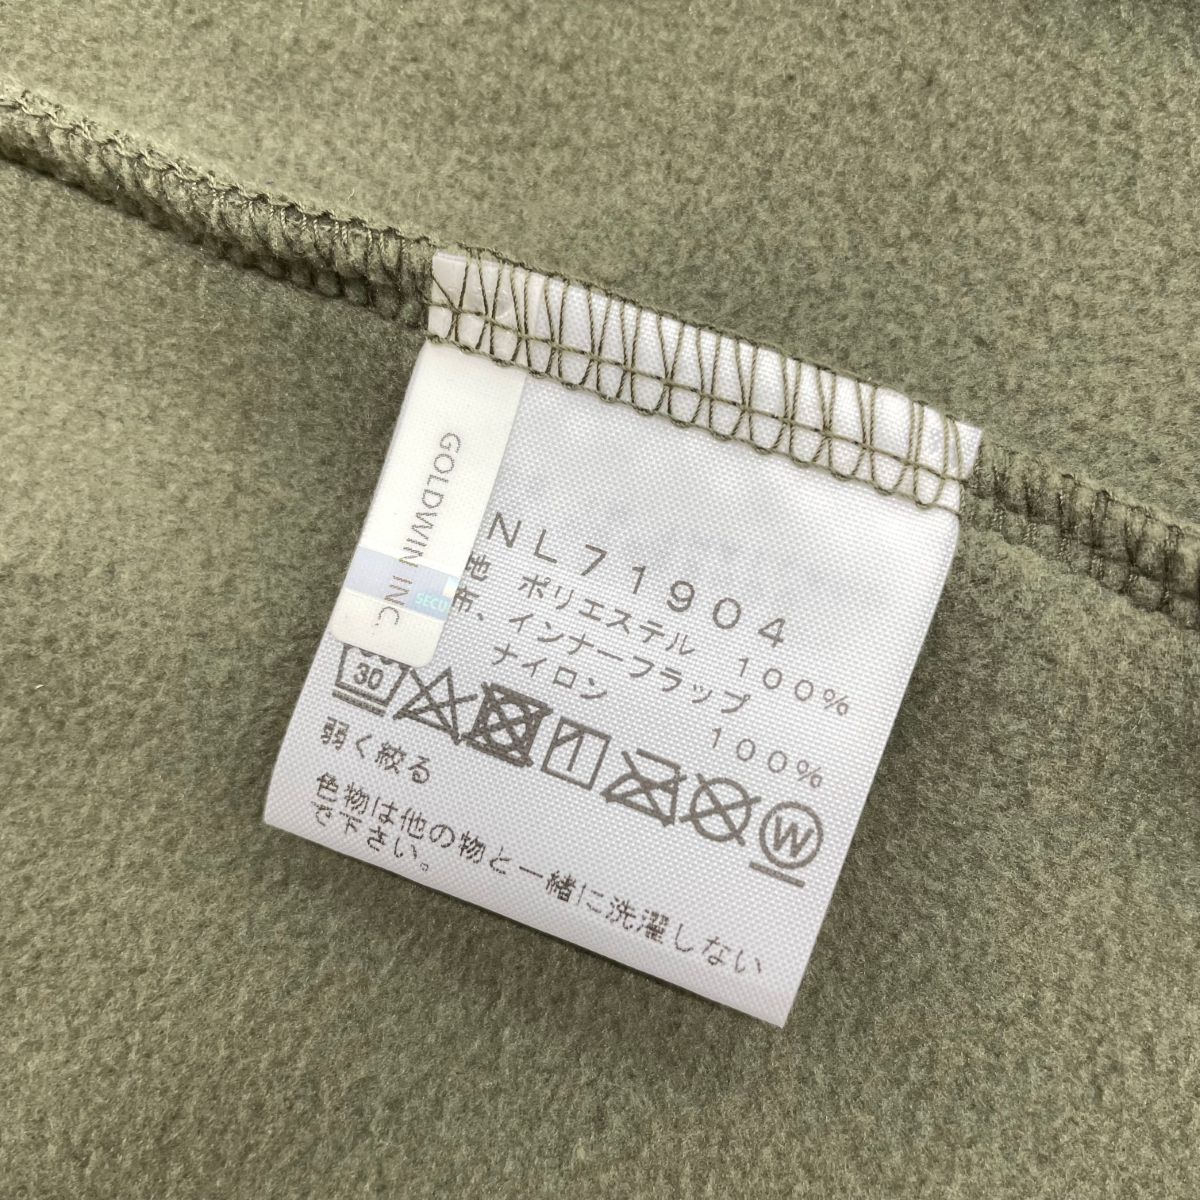 GOLDWIN INC.
SECU
NL71904
地 ポリエステル 100%
布、インナーフラップ
ナイロン 100%
30
W
弱く絞る
色物は他の物と一緒に洗濯しない
で下さい。